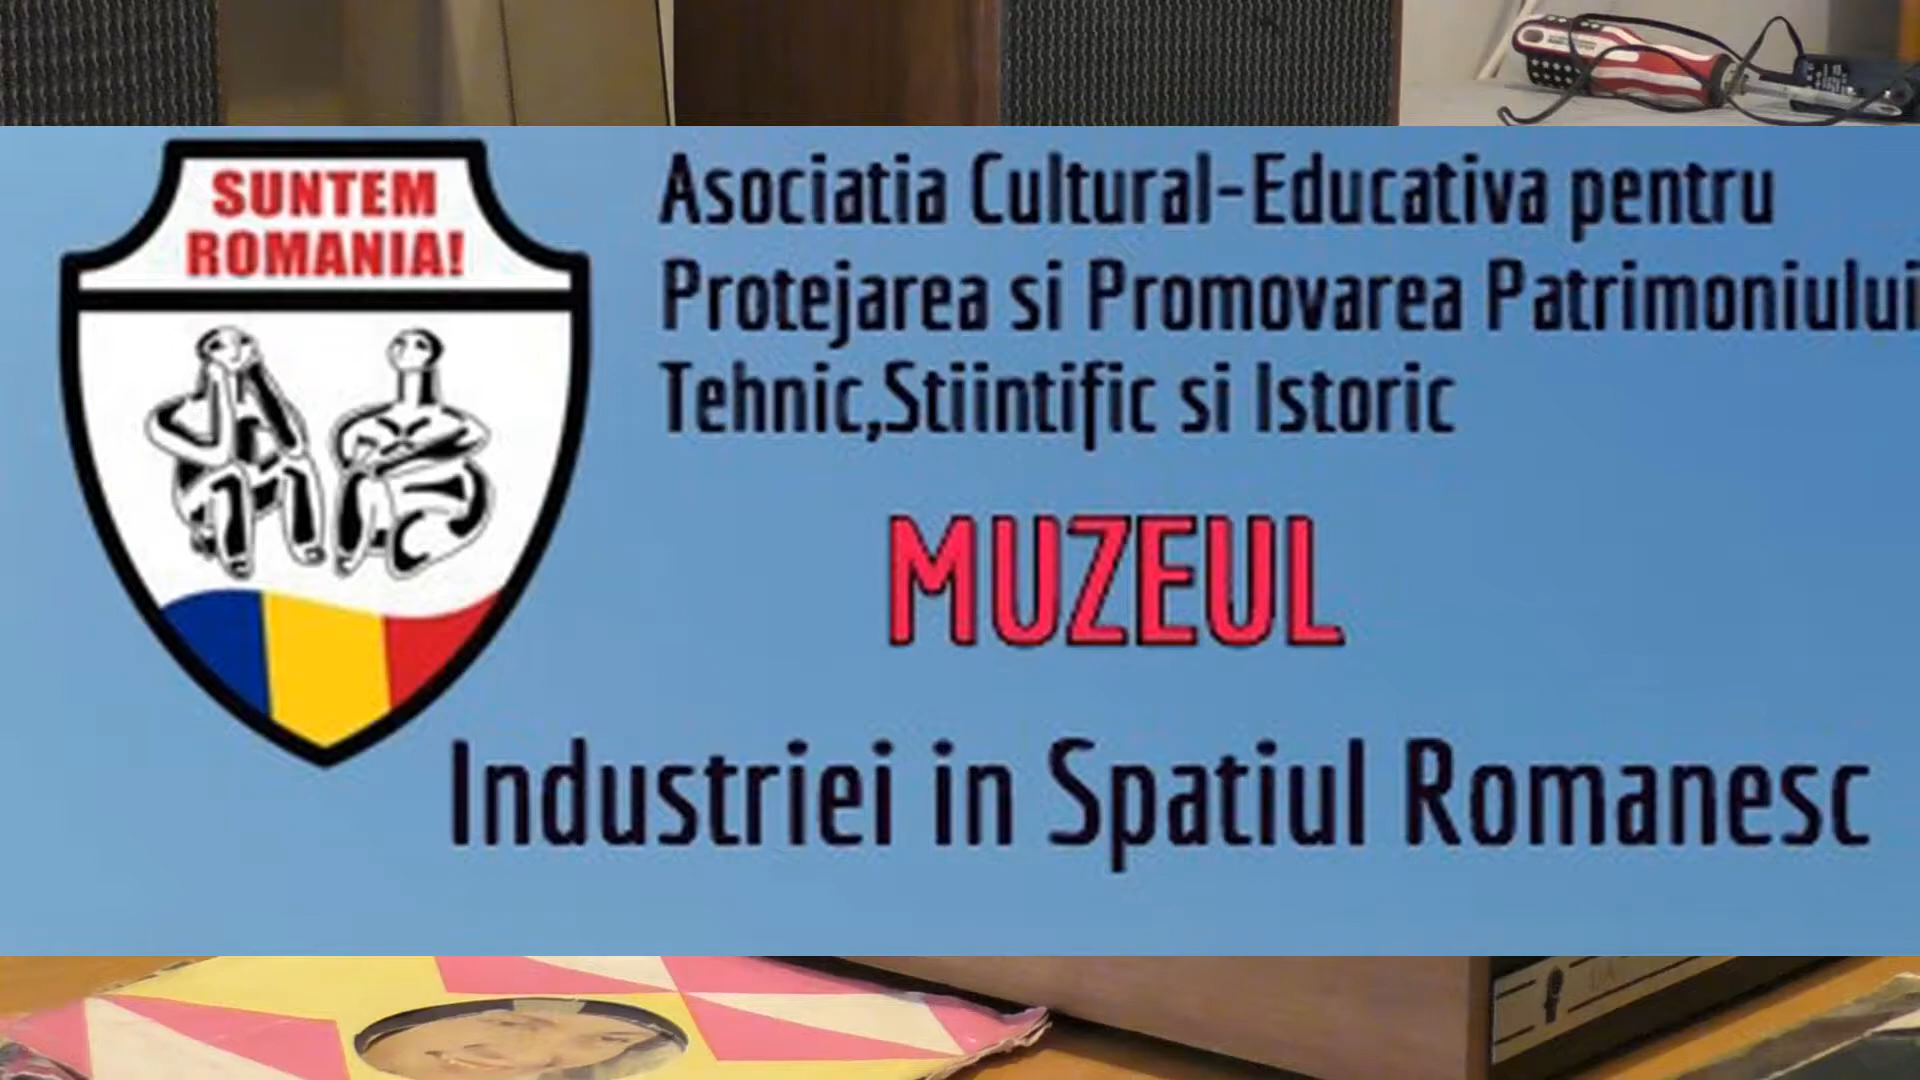 SUNTEM
ROMANIA!
Asociatia Cultural-Educativa pentru
Protejarea si Promovarea Patrimoniului
Tehnic,Stiintific si Istoric
MUZEUL
Industriei in Spatiul Romanesc